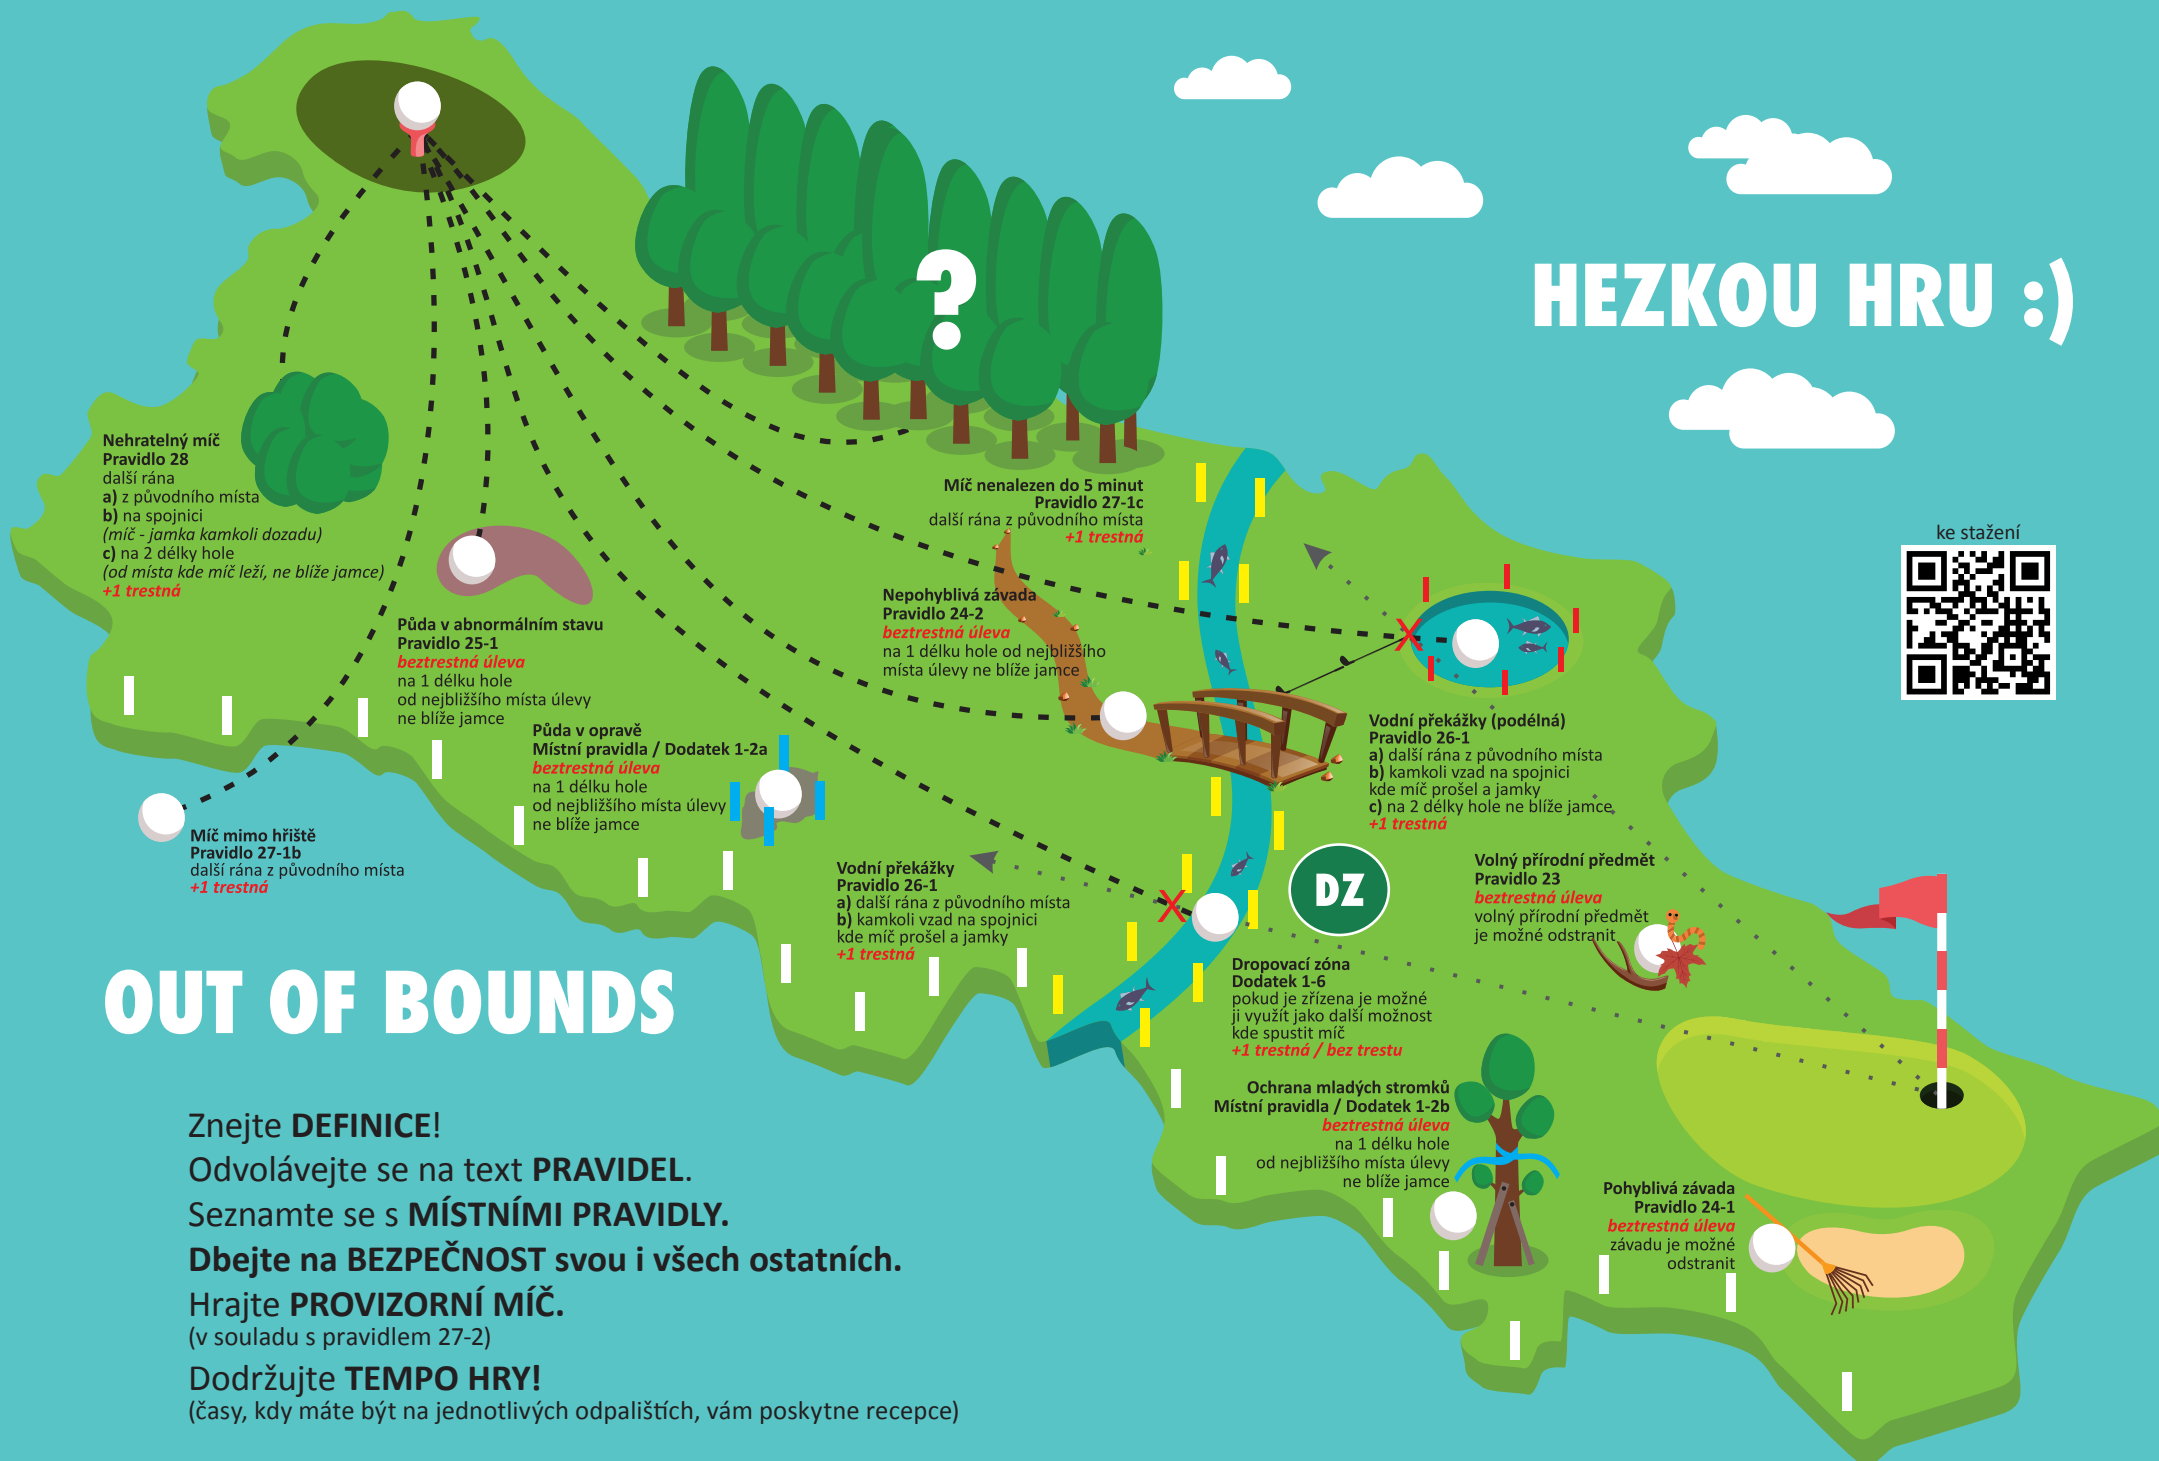 ?
HEZKOU HRU :)
ke stažení
Nehratelný míč
Pravidlo 28
další rána
a) z původního místa
b) na spojnici
(míč - jamka kamkoli dozadu)
c) na 2 délky hole
(od místa kde míč leží, ne blíže jamce)
+1 trestná
Míč nenalezen do 5 minut
Pravidlo 27-1c
další rána z původního místa
+1 trestná
Nepohyblivá závada
Pravidlo 24-2
beztrestná úleva
na 1 délku hole od nejbližšího
místa úlevy ne blíže jamce
Půda v abnormálním stavu
Pravidlo 25-1
beztrestná úleva
na 1 délku hole
od nejbližšího místa úlevy
ne blíže jamce
Půda v opravě
Místní pravidla / Dodatek 1-2a
beztrestná úleva
na 1 délku hole
od nejbližšího místa úlevy
ne blíže jamce
X
Vodní překážky (podélná)
Pravidlo 26-1
a) další rána z původního místa
b) kamkoli vzad na spojnici
kde míč prošel a jamky
c) na 2 délky hole ne blíže jamce
+1 trestná
Míč mimo hřiště
Pravidlo 27-1b
další rána z původního místa
+1 trestná
Vodní překážky
Pravidlo 26-1
a) další rána z původního místa
b) kamkoli vzad na spojnici
kde míč prošel a jamky
+1 trestná
X
DZ
Volný přírodní předmět
Pravidlo 23
beztrestná úleva
volný přírodní předmět
je možné odstranit
Dropovací zóna
Dodatek 1-6
pokud je zřízena je možné
ji využít jako další možnost
kde spustit míč
+1 trestná / bez trestu
Ochrana mladých stromků
Místní pravidla / Dodatek 1-2b
beztrestná úleva
na 1 délku hole
od nejbližšího místa úlevy
ne blíže jamce
Pohyblivá závada
Pravidlo 24-1
beztrestná úleva
závadu je možné
odstranit
OUT OF BOUNDS
Znejte DEFINICE!
Odvolávejte se na text PRAVIDEL.
Seznamte se s MÍSTNÍMI PRAVIDLY.
Dbejte na BEZPEČNOST svou i všech ostatních.
Hrajte PROVIZORNÍ MÍČ.
(v souladu s pravidlem 27-2)
Dodržujte TEMPO HRY!
(časy, kdy máte být na jednotlivých odpalištích, vám poskytne recepce)